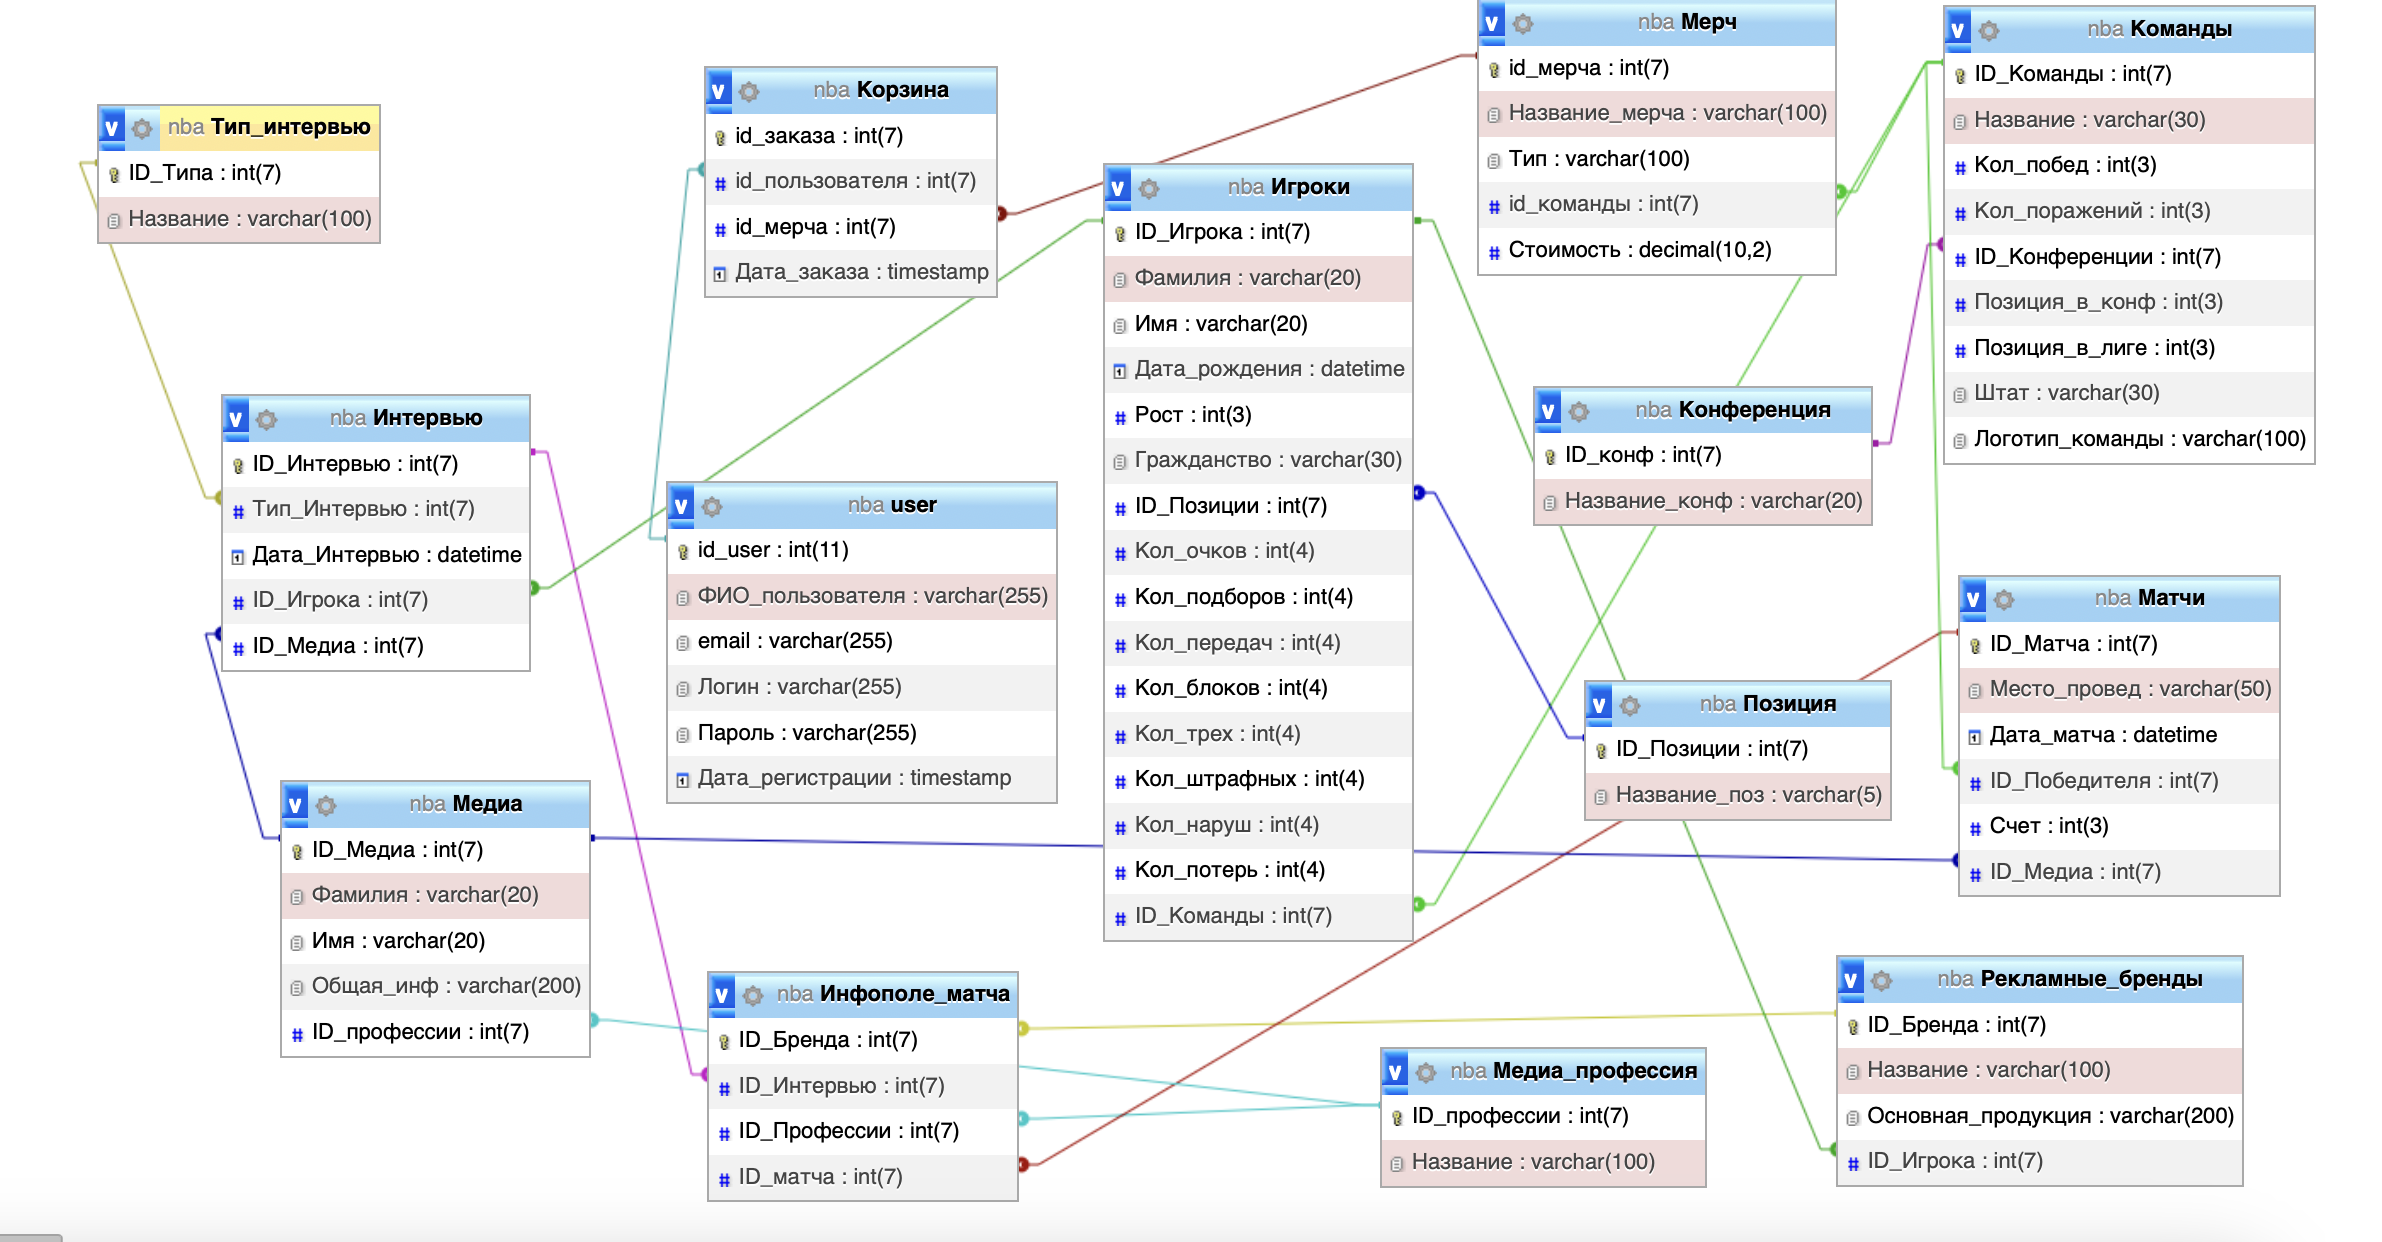 nba Тип_интервью
ID_Типа : int(7)
Название : varchar(100)
nba Корзина
id_заказа : int(7)
id_пользователя : int(7)
id_мерча : int(7)
Дата_заказа : timestamp
nba Мерч
id_мерча : int(7)
Название_мерча : varchar(100)
Тип : varchar(100)
id_команды : int(7)
Стоимость : decimal(10,2)
nba Команды
ID_Команды : int(7)
Название : varchar(30)
Кол_побед : int(3)
Кол_поражений : int(3)
ID_Конференции : int(7)
Позиция_в_конф : int(3)
Позиция_в_лиге : int(3)
Штат : varchar(30)
Логотип_команды : varchar(100)
nba Игроки
ID_Игрока : int(7)
Фамилия : varchar(20)
Имя : varchar(20)
Дата_рождения : datetime
Рост : int(3)
Гражданство : varchar(30)
ID_Позиции : int(7)
Кол_очков : int(4)
Кол_подборов : int(4)
Кол_передач : int(4)
Кол_блоков : int(4)
Кол_трех : int(4)
Кол_штрафных : int(4)
Кол_наруш : int(4)
Кол_потерь : int(4)
ID_Команды : int(7)
nba Интервью
ID_Интервью : int(7)
Тип_Интервью : int(7)
Дата_Интервью : datetime
ID_Игрока : int(7)
ID_Медиа : int(7)
nba user
id_user : int(11)
ФИО_пользователя : varchar(255)
email : varchar(255)
Логин : varchar(255)
Пароль : varchar(255)
Дата_регистрации : timestamp
nba Конференция
ID_конф : int(7)
Название_конф : varchar(20)
nba Матчи
ID_Матча : int(7)
Место_провед : varchar(50)
Дата_матча : datetime
ID_Победителя : int(7)
Счет : int(3)
ID_Медиа : int(7)
nba Позиция
ID_Позиции : int(7)
Название_поз : varchar(5)
nba Медиа
ID_Медиа : int(7)
Фамилия : varchar(20)
Имя : varchar(20)
Общая_инф : varchar(200)
ID_профессии : int(7)
nba Инфополе_матча
ID_Бренда : int(7)
ID_Интервью : int(7)
ID_Профессии : int(7)
ID_матча : int(7)
nba Медиа_профессия
ID_профессии : int(7)
Название : varchar(100)
nba Рекламные_бренды
ID_Бренда : int(7)
Название : varchar(100)
Основная_продукция : varchar(200)
ID_Игрока : int(7)